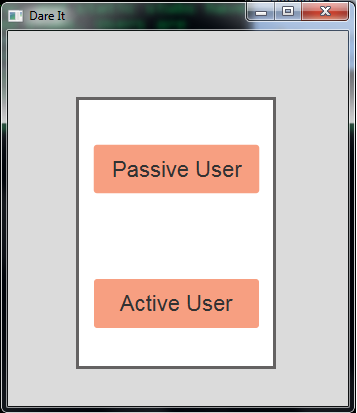 Dare It
Passive User
Active User